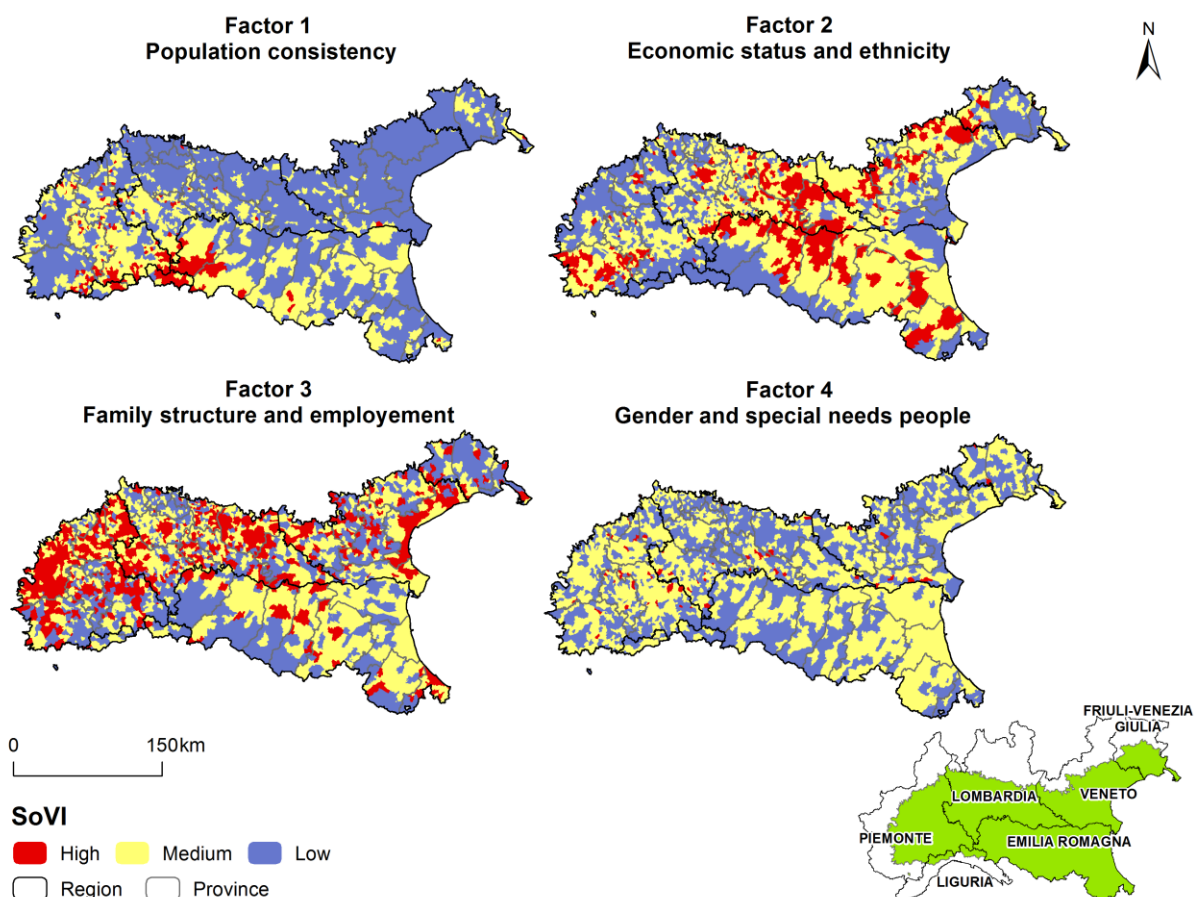 Factor 1
Population consistency
Factor 2
Economic status and ethnicity
N
Factor 3
Family structure and employement
Factor 4
Gender and special needs people
0 150km
SoVI
High Medium Low
Region Province
FRIULI-VENEZIA
GIULIA
LOMBARDIA
VENETO
PIEMONTE
EMILIA ROMAGNA
LIGURIA